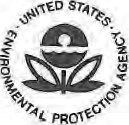 UNITED STATES
ENVIRONMENTAL PROTECTION AGENCY